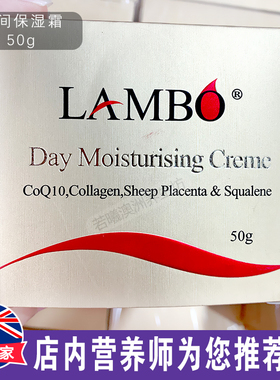 间保湿霜
50g
LAMBO®
Day Moisturising Creme
CoQ10,Collagen,Sheep Placenta & Squalene
50g
家
店内营养师为您推荐